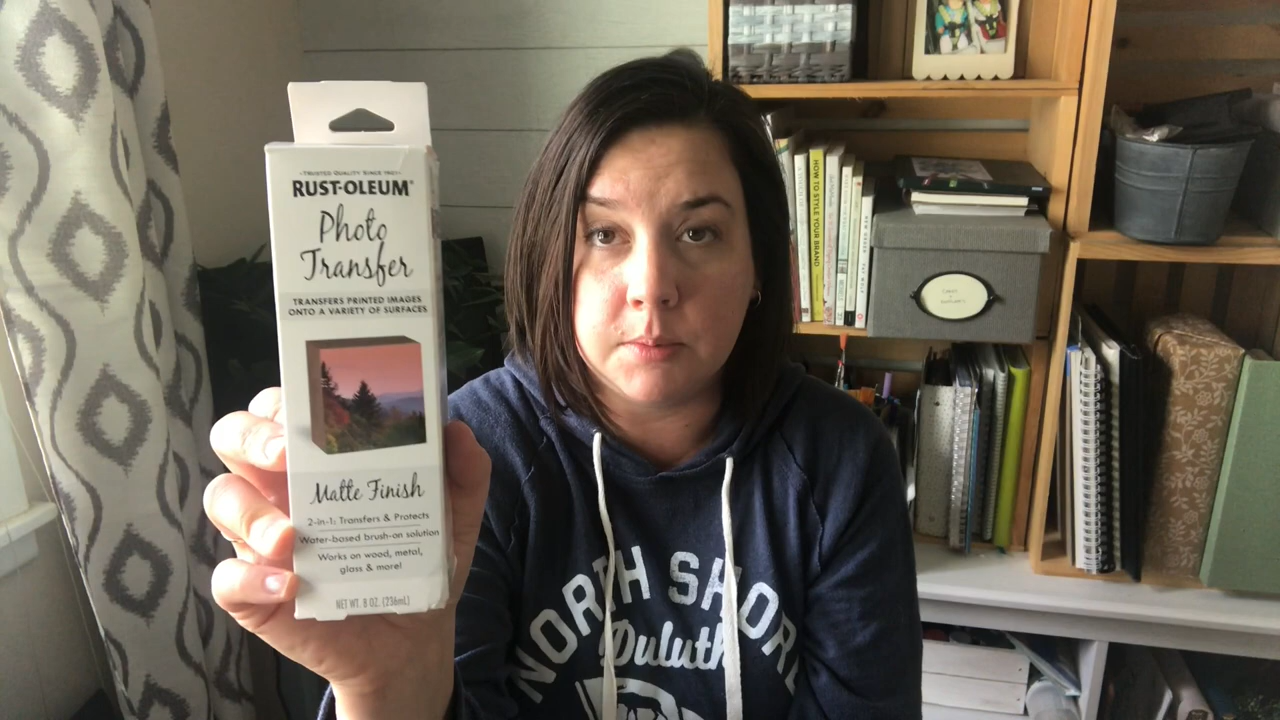 -TRUSTED QUALITY SINCE 1921-
RUST-OLEUM®
Photo
Transfer
TRANSFERS PRINTED IMAGES
ONTO A VARIETY OF SURFACES
Matte Finish
2-in-1: Transfers & Protects
Water-based brush-on solution
Works on wood, metal,
glass & more!
NET WT. 8 OZ. (236mL)
NORTH SHORE
Duluth
HOW TO STYLE YOUR BRAND